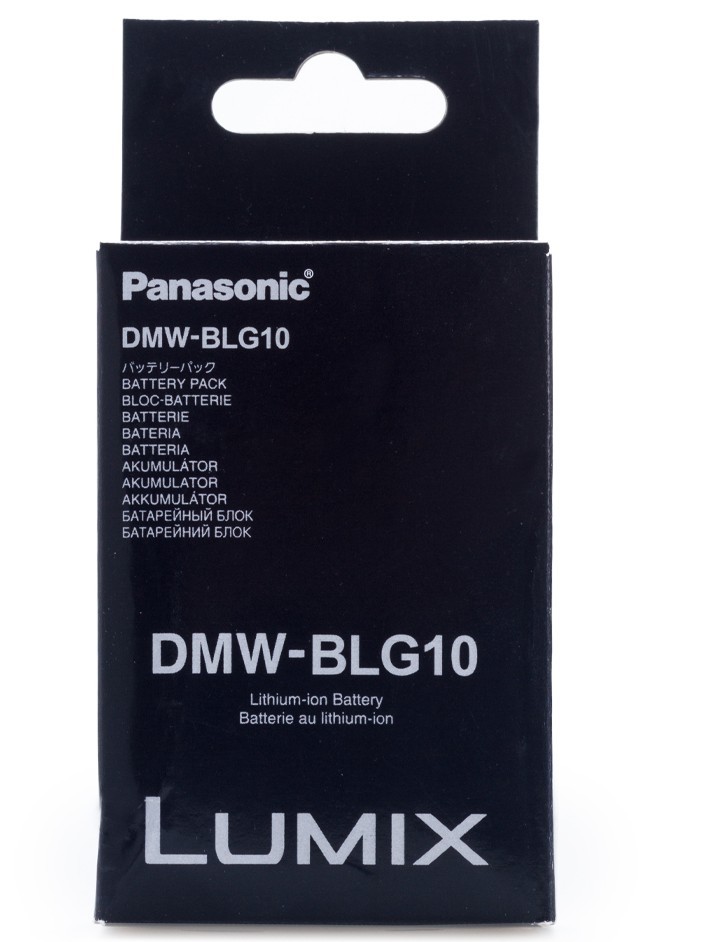 Panasonic®
DMW-BLG10
バッテリーパック
BATTERY PACK
BLOC-BATTERIE
BATTERIE
BATERIA
BATTERIA
AKUMULÁTOR
AKUMULATOR
AKKUMULÁTOR
БАТАРЕЙНЫЙ БЛОК
БАТАРЕЙНИЙ БЛОК
DMW-BLG10
Lithium-ion Battery
Batterie au lithium-ion
LUMIX